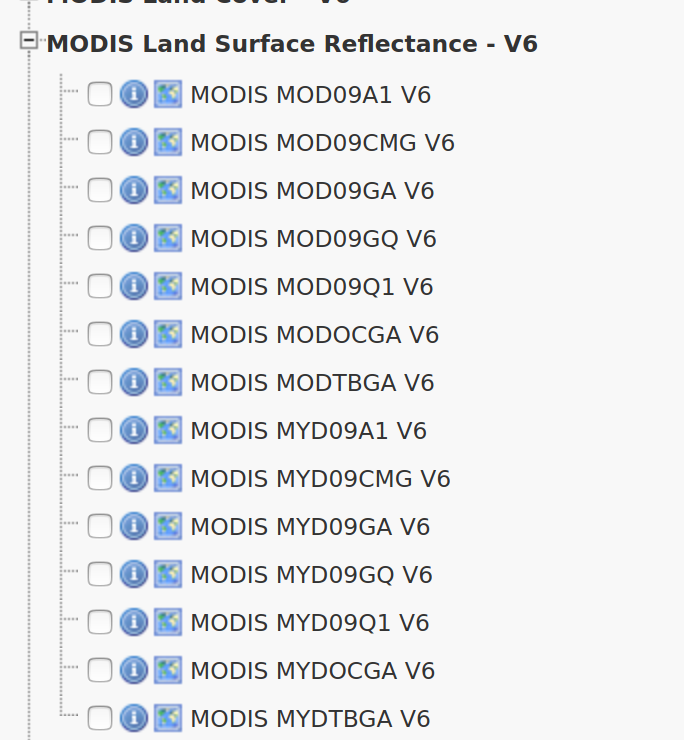 MODIS Land Cover - V6
MODIS Land Surface Reflectance - V6
MODIS MOD09A1 V6
MODIS MOD09CMG V6
MODIS MOD09GA V6
MODIS MOD09GQ V6
MODIS MOD09Q1 V6
MODIS MODOCGA V6
MODIS MODTBGA V6
MODIS MYD09A1 V6
MODIS MYD09CMG V6
MODIS MYD09GA V6
MODIS MYD09GQ V6
MODIS MYD09Q1 V6
MODIS MYDOCGA V6
MODIS MYDTBGA V6